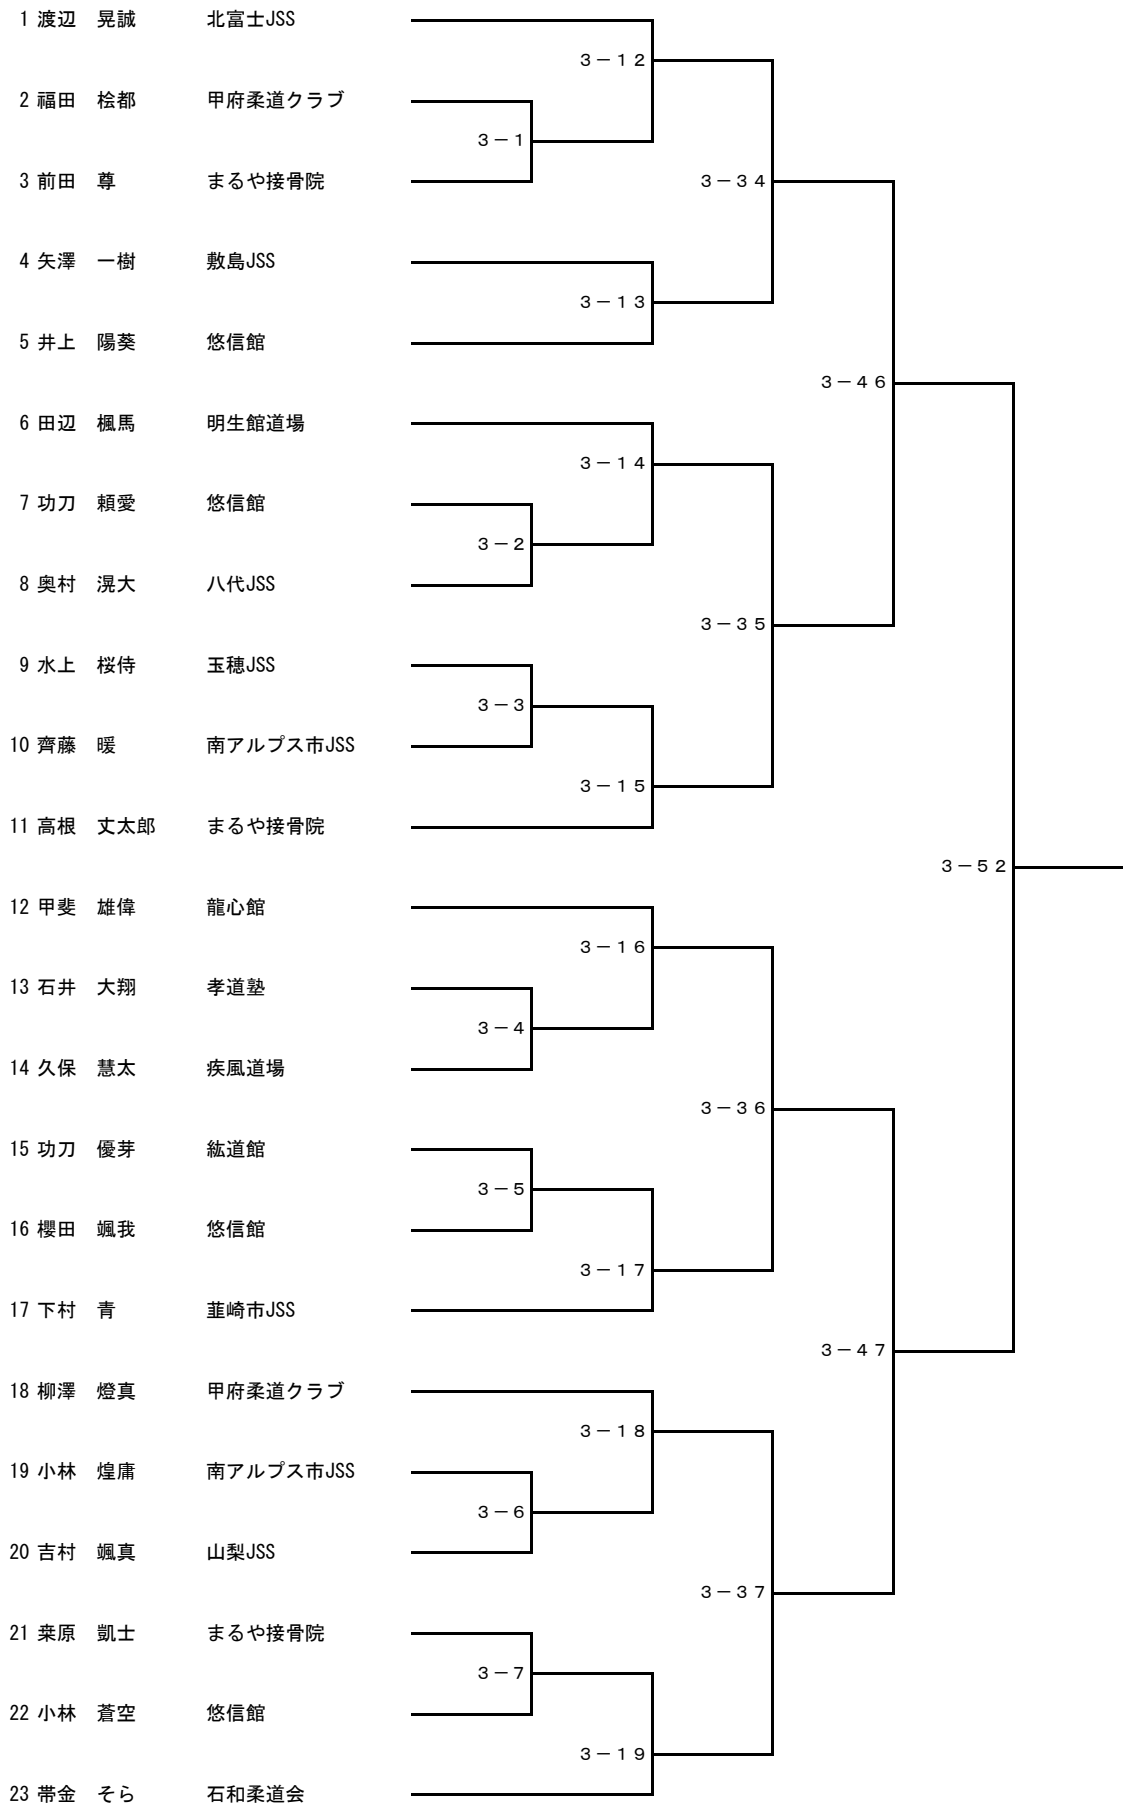 1 渡辺　晃誠　北富士JSS
３－１２
2 福田　桧都　甲府柔道クラブ
３－１
3 前田　尊　まるや接骨院
３－３４
4 矢澤　一樹　敷島JSS
３－１３
5 井上　陽葵　悠信館
３－４６
6 田辺　楓馬　明生館道場
３－１４
7 功刀　頼愛　悠信館
３－２
8 奥村　滉大　八代JSS
３－３５
9 水上　桜侍　玉穂JSS
３－３
10 齊藤　暖　南アルプス市JSS
３－１５
11 高根　丈太郎　まるや接骨院
３－５２
12 甲斐　雄偉　龍心館
３－１６
13 石井　大翔　孝道塾
３－４
14 久保　慧太　疾風道場
３－３６
15 功刀　優芽　紘道館
３－５
16 櫻田　颯我　悠信館
３－１７
17 下村　青　韮崎市JSS
３－４７
18 柳澤　燈真　甲府柔道クラブ
３－１８
19 小林　煌庸　南アルプス市JSS
３－６
20 吉村　颯真　山梨JSS
３－３７
21 桒原　凱士　まるや接骨院
３－７
22 小林　蒼空　悠信館
３－１９
23 帯金　そら　石和柔道会